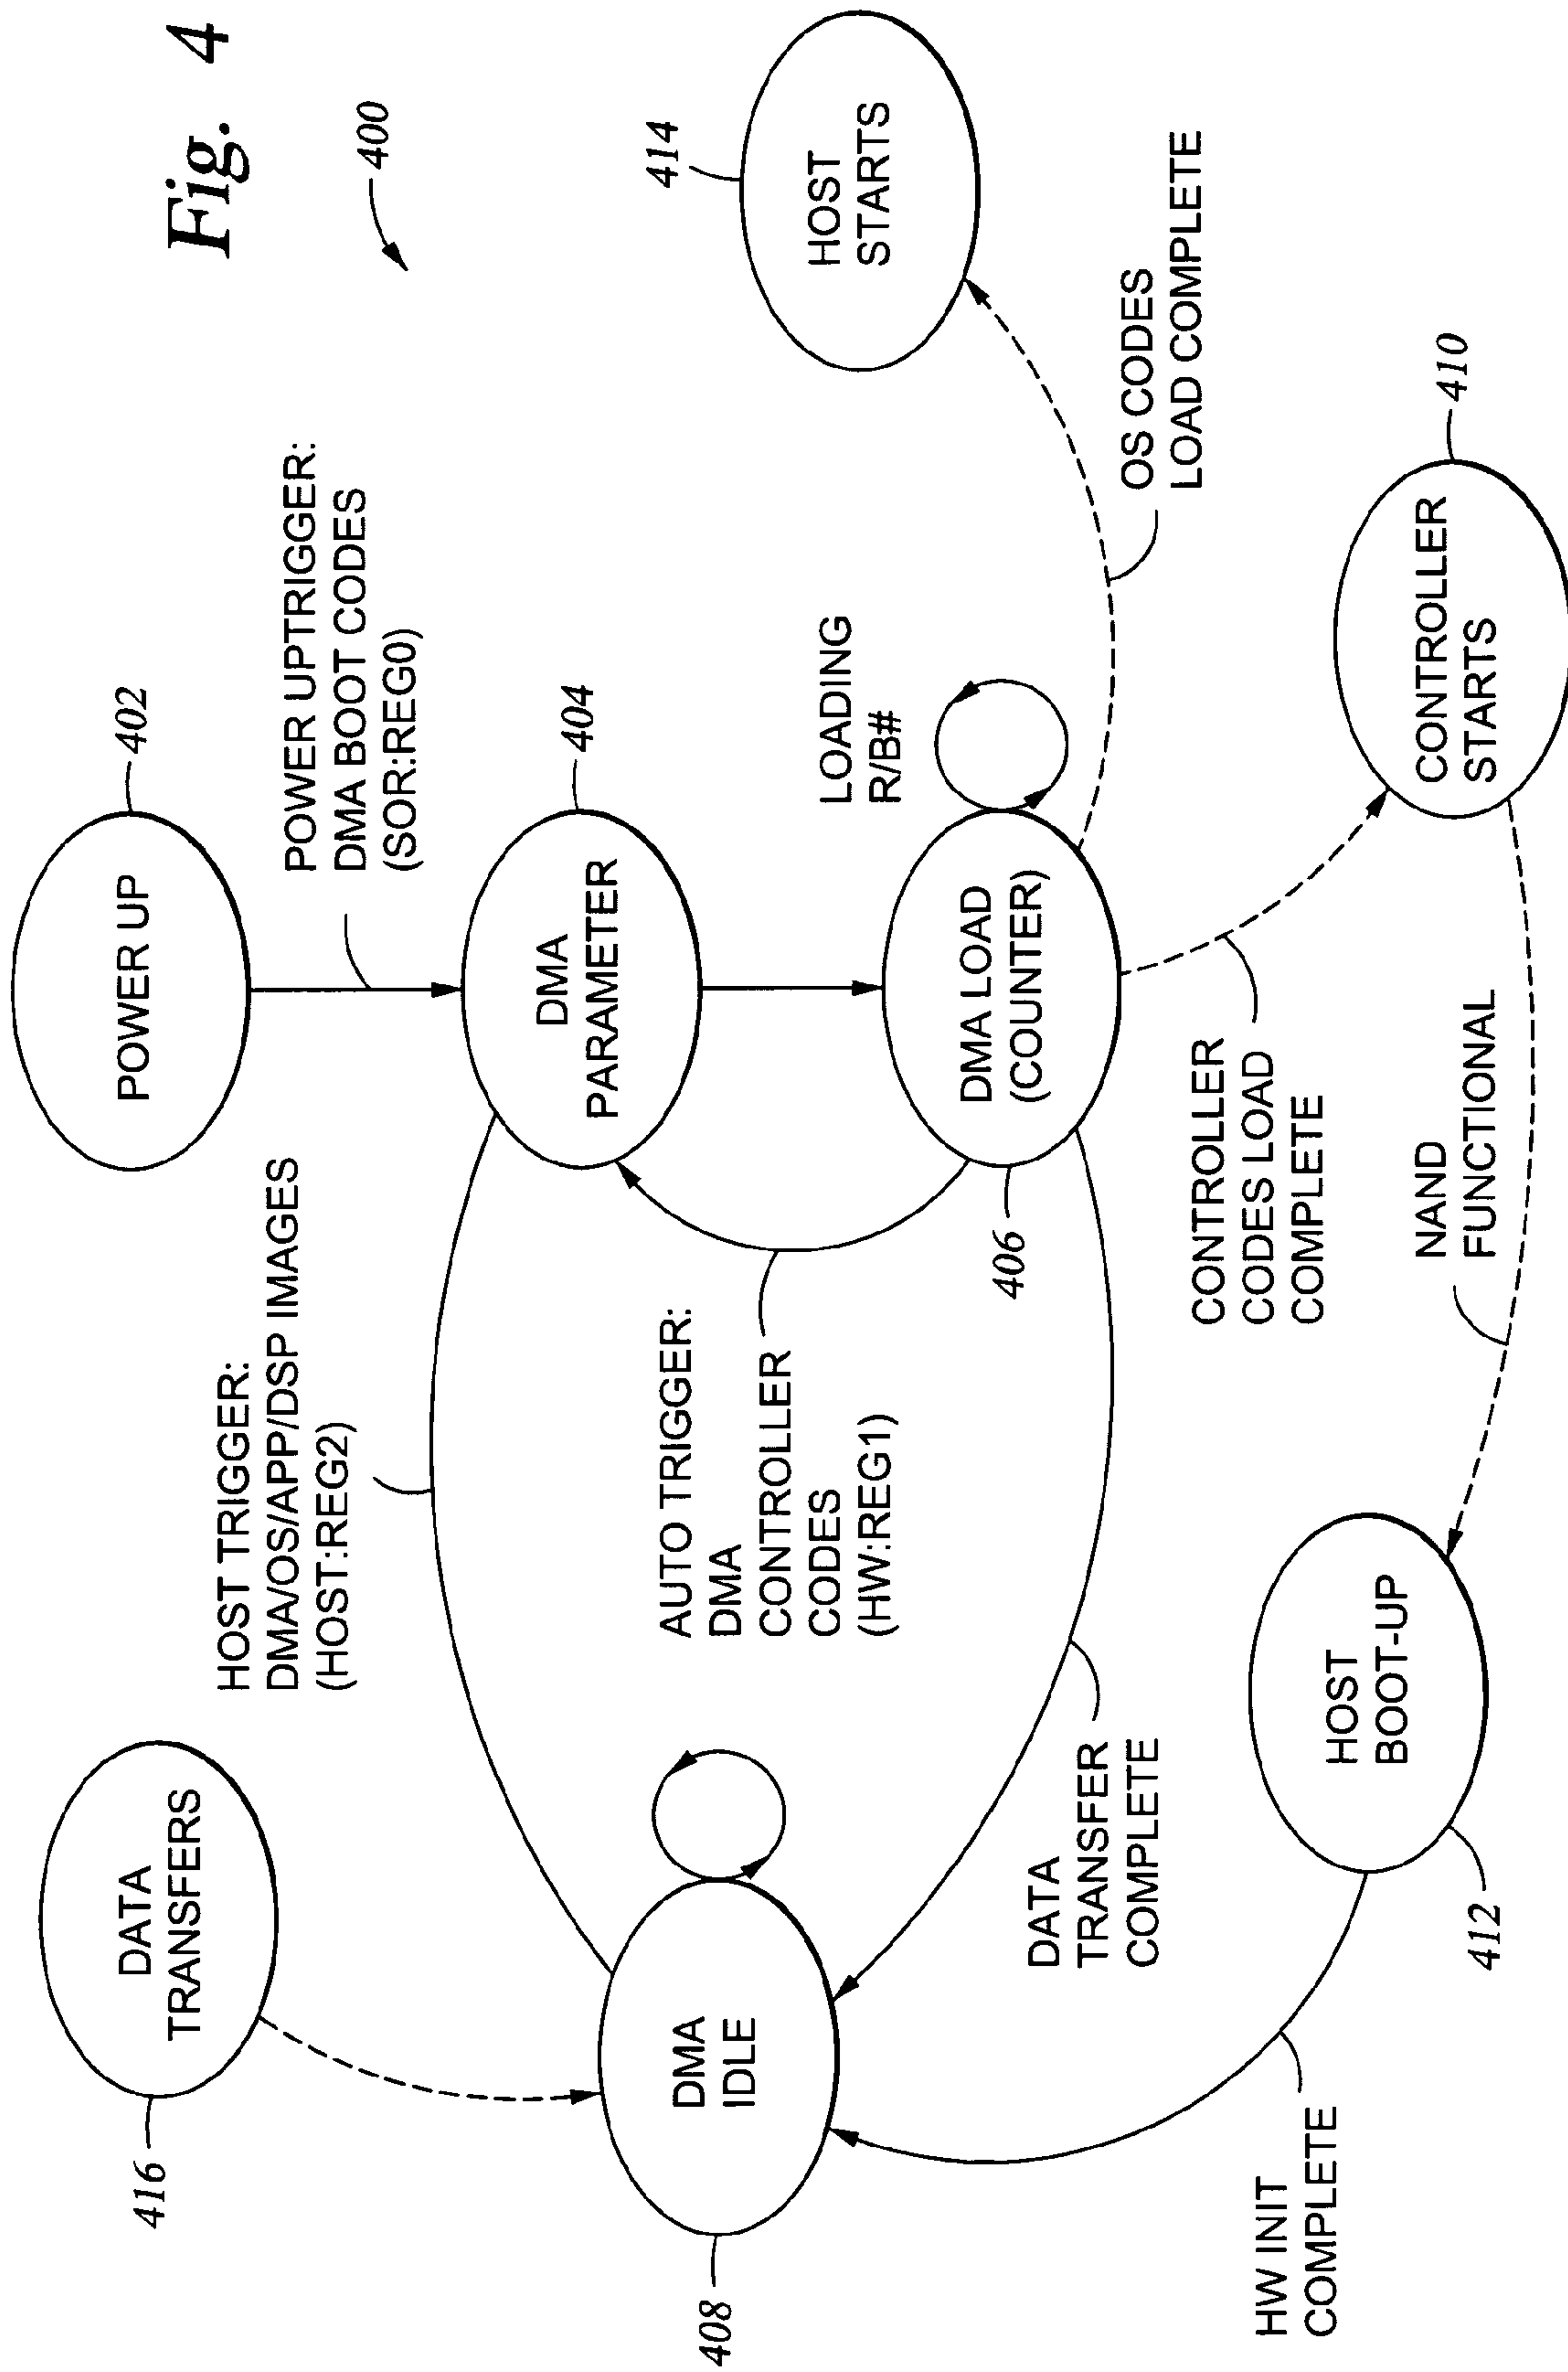 Fig. 4
400
416
DATA
TRANSFERS
POWER UP
402
HOST TRIGGER:
DMA/OS/APP/DSP IMAGES
(HOST:REG2)
POWER UPTRIGGER:
DMA BOOT CODES
(SOR:REG0)
408
DMA
IDLE
DMA
PARAMETER
404
AUTO TRIGGER:
DMA
CONTROLLER
CODES
(HW:REG1)
LOADING
R/B#
HOST
STARTS
414
DMA LOAD
(COUNTER)
406
DATA
TRANSFER
COMPLETE
OS CODES
LOAD COMPLETE
CONTROLLER
CODES LOAD
COMPLETE
HW INIT
COMPLETE
HOST
BOOT-UP
412
NAND
FUNCTIONAL
CONTROLLER
STARTS
410